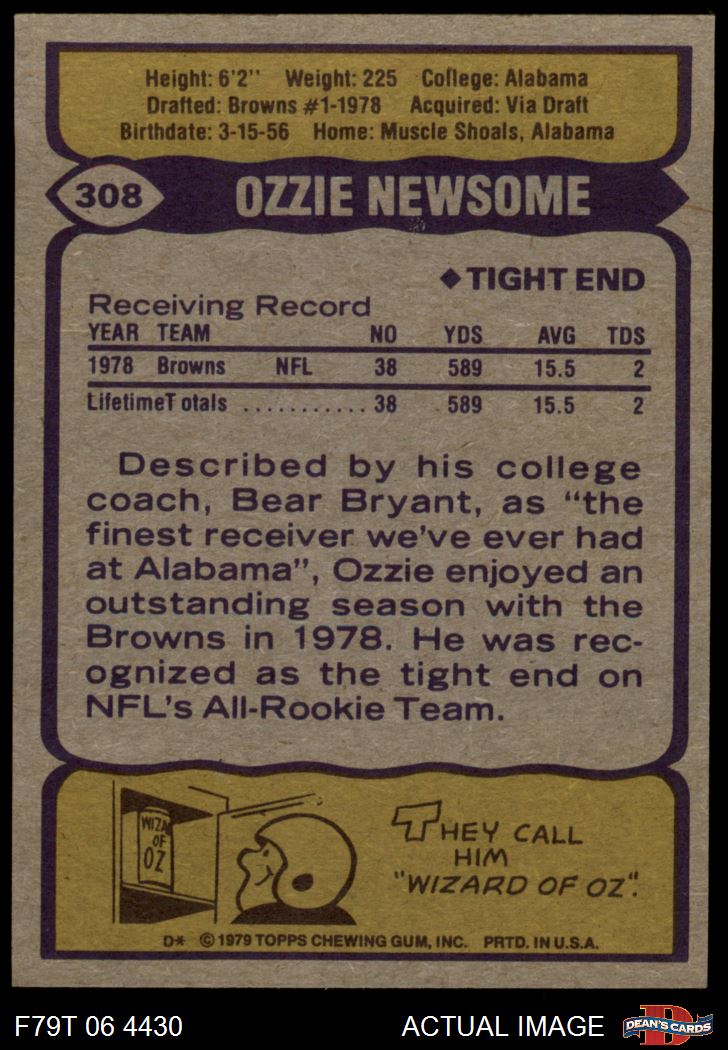 Height: 6'2" Weight: 225 College: Alabama
Drafted: Browns #1-1978 Acquired: Via Draft
Birthdate: 3-15-56 Home: Muscle Shoals, Alabama
308 OZZIE NEWSOME
◆TIGHT END
Receiving Record
YEAR TEAM NO YDS AVG TDS
1978 Browns NFL 38 589 15.5 2
LifetimeT otals ........... 38 589 15.5 2
Described by his college
coach, Bear Bryant, as "the
finest receiver we've ever had
at Alabama", Ozzie enjoyed an
outstanding season with the
Browns in 1978. He was rec-
ognized as the tight end on
NFL's All-Rookie Team.
WIZA
OF
OZ
THEY CALL
HIM
"WIZARD OF OZ".
D* © 1979 TOPPS CHEWING GUM, INC. PRTD. IN U.S.A.
F79T 06 4430 ACTUAL IMAGE D DEAN'S CARDS